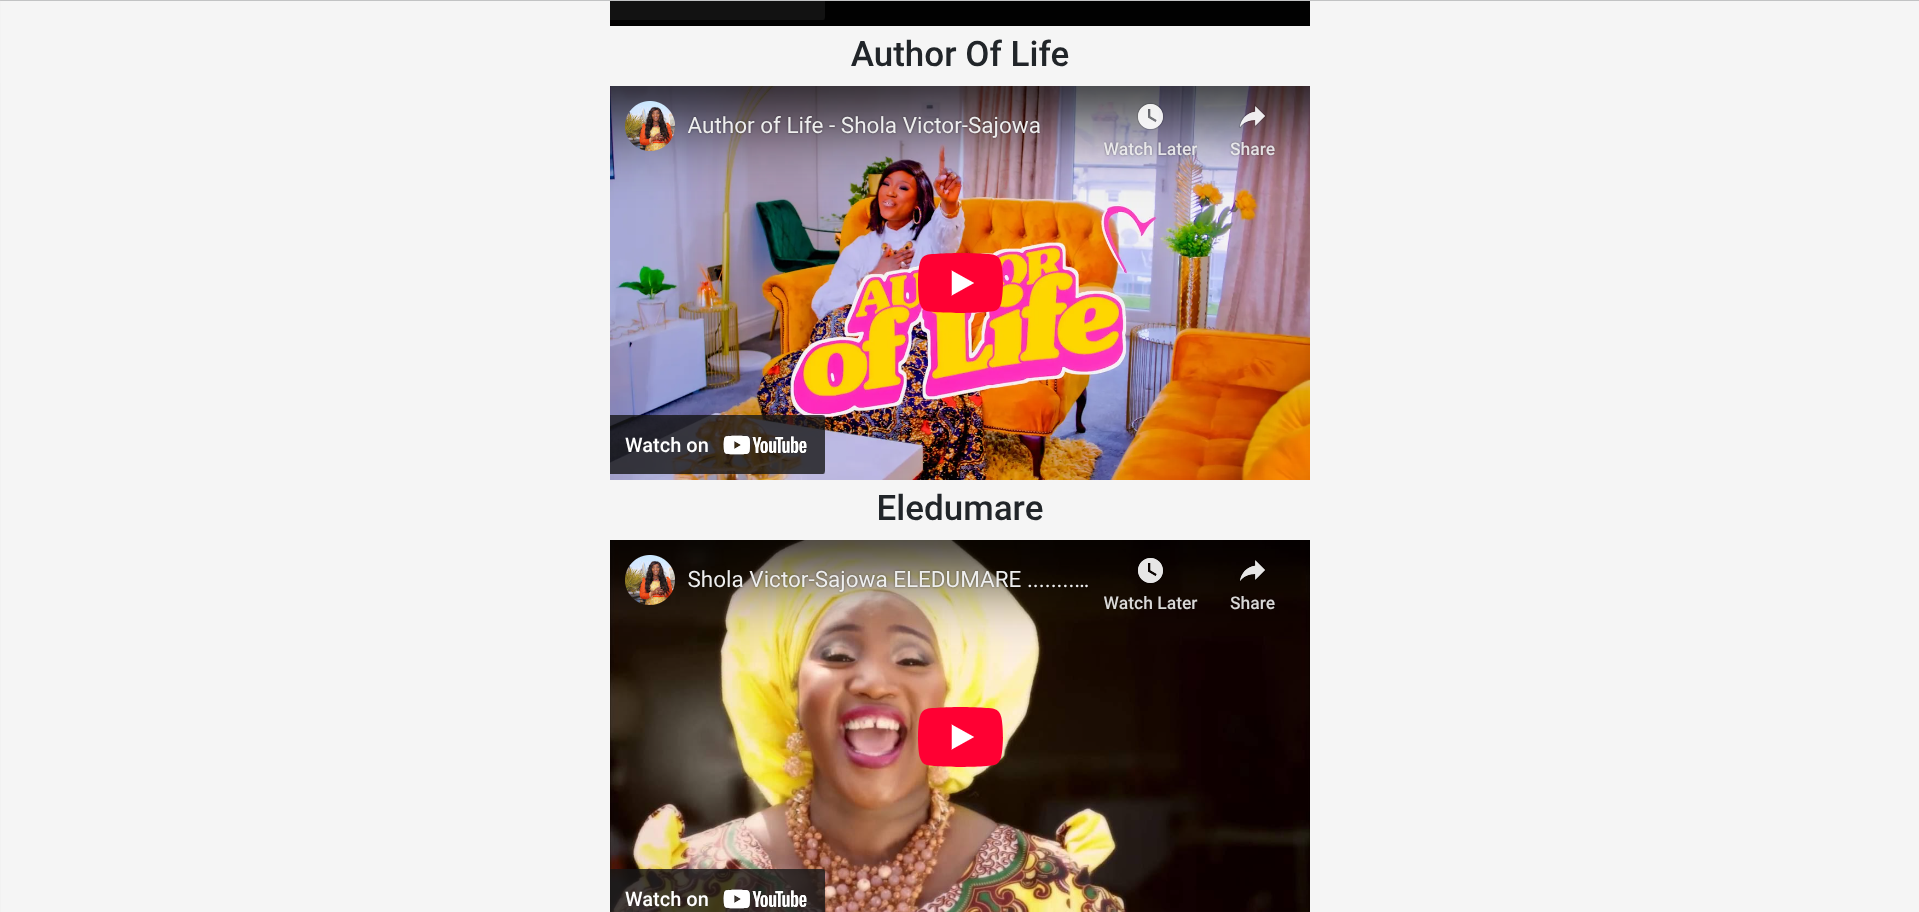 Author Of Life
Author of Life - Shola Victor-Sajowa
Watch Later
Share
AUTHOR
of Life
Watch on YouTube
Eledumare
Shola Victor-Sajowa ELEDUMARE ...........
Watch Later
Share
Watch on YouTube